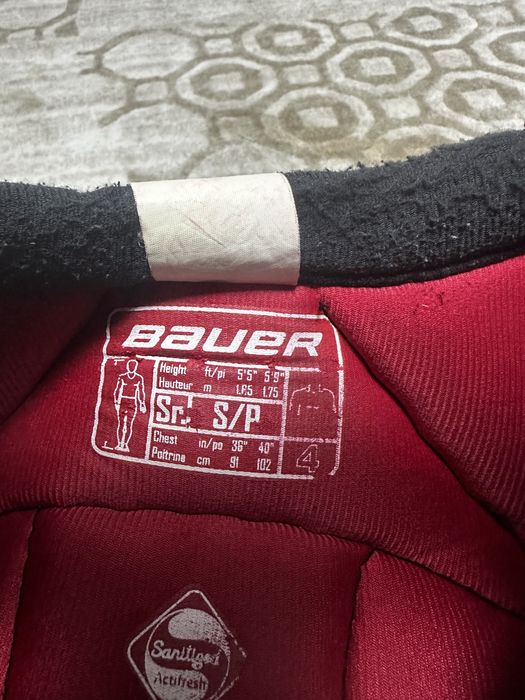 BAUER
Height ft/pi 5'5" 5'9"
Hauteur m 1.65 1.75
Sr. S/P
Chest in/po 36" 40"
Poitrine cm 91 102
4
Sanitized
Actifresh